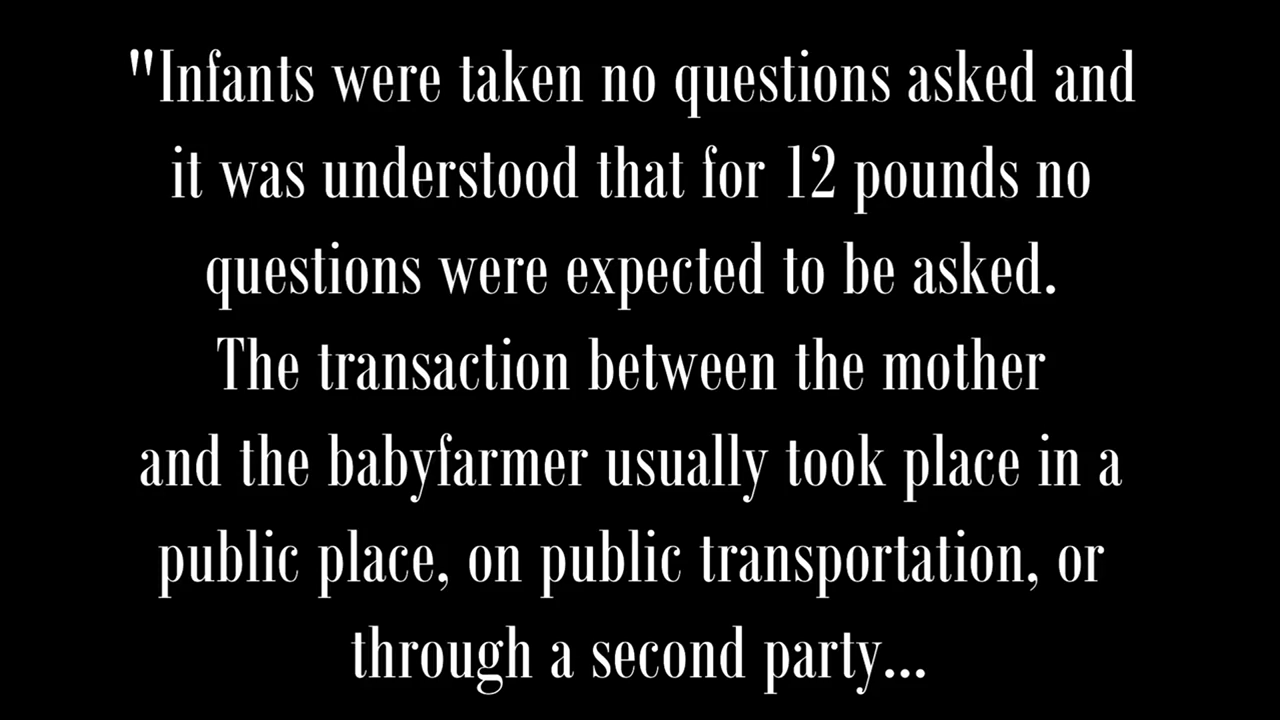 "Infants were taken no questions asked and
it was understood that for 12 pounds no
questions were expected to be asked.
The transaction between the mother
and the babyfarmer usually took place in a
public place, on public transportation, or
through a second party...